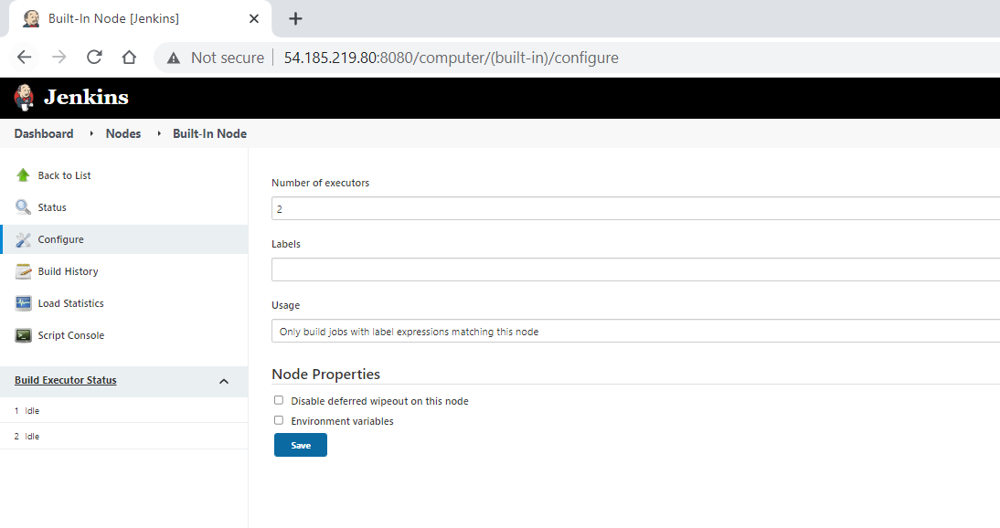 Built-In Node [Jenkins]
Not secure 54.185.219.80:8080/computer/(built-in)/configure
Jenkins
Dashboard Nodes Built-In Node
Back to List
Status
Configure
Build History
Load Statistics
Script Console
Build Executor Status
1 Idle
2 Idle
Number of executors
2
Labels
Usage
Only build jobs with label expressions matching this node
Node Properties
Disable deferred wipeout on this node
Environment variables
Save